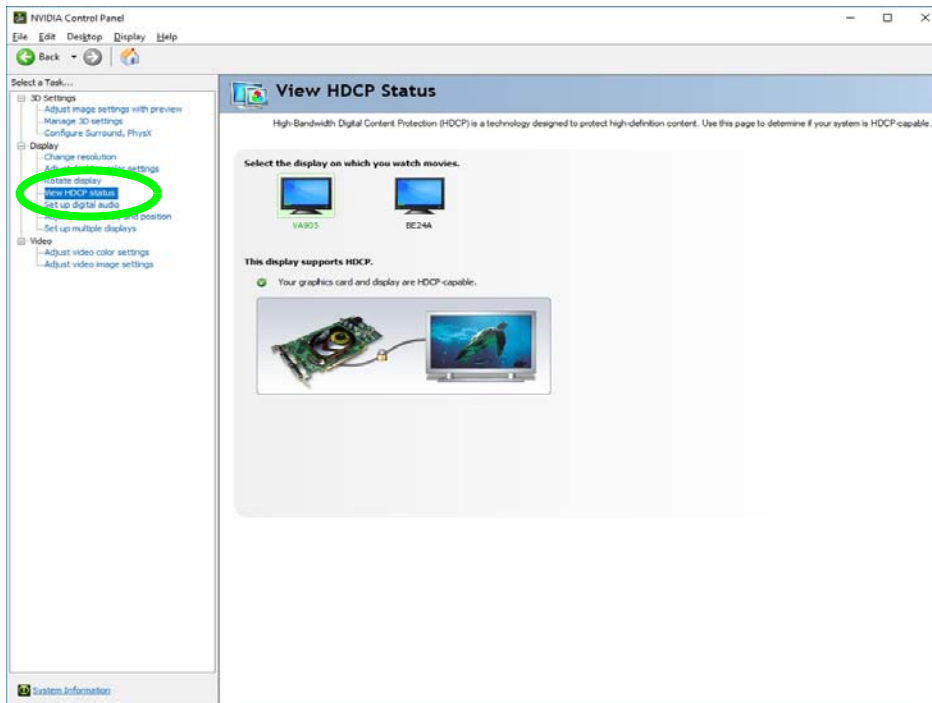 NVIDIA Control Panel
File Edit Desktop Display Help
Back
Select a Task...
3D Settings
Adjust image settings with preview
Manage 3D settings
Configure Surround, PhysX
Display
Change resolution
settings
Rotate display
View HDCP status
Set up digital audio
and position
Set up multiple displays
Video
Adjust video color settings
Adjust video image settings
System Information
View HDCP Status
High-Bandwidth Digital Content Protection (HDCP) is a technology designed to protect high-definition content. Use this page to determine if your system is HDCP-capable.
Select the display on which you watch movies.
VA905 BE24A
This display supports HDCP.
Your graphics card and display are HDCP-capable.